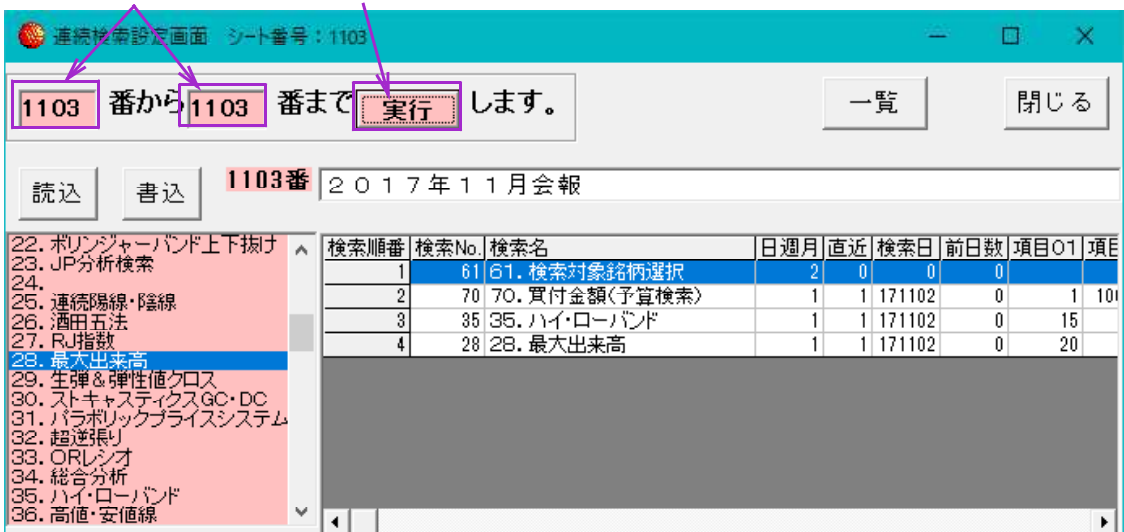 連続検索設定画面 シート番号:1103
1103 番から 1103 番まで 実行 します。 一覧 閉じる
読込 書込 1103番 2017年11月会報
22. ボリンジャーバンド上下抜け
23. JP分析検索
24.
25. 連続陽線・陰線
26. 酒田五法
27. RJ指数
28. 最大出来高
29. 生弾&弾性値クロス
30. ストキャスティクスGC・DC
31. パラボリックプライスシステム
32. 超逆張り
33. ORレシオ
34. 総合分析
35. ハイ・ローバンド
36. 高値・安値線
検索順番 検索No. 検索名 日週月 直近 検索日 前日数 項目01 項目
1 61 61. 検索対象銘柄選択 2 0 0 0
2 70 70. 買付金額(予算検索) 1 1 171102 0 1 100
3 35 35. ハイ・ローバンド 1 1 171102 0 15
4 28 28. 最大出来高 1 1 171102 0 20